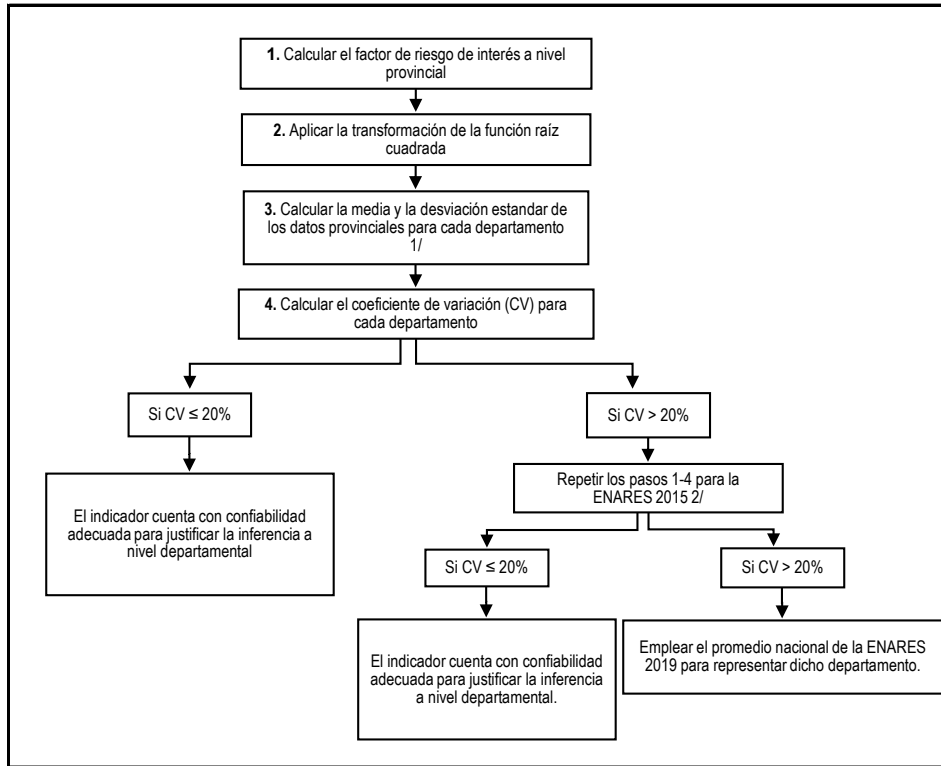 1. Calcular el factor de riesgo de interés a nivel
provincial
2. Aplicar la transformación de la función raíz
cuadrada
3. Calcular la media y la desviación estandar de
los datos provinciales para cada departamento
1/
4. Calcular el coeficiente de variación (CV) para
cada departamento
Si CV ≤ 20%
Si CV > 20%
El indicador cuenta con confiabilidad
adecuada para justificar la inferencia a
nivel departamental
Repetir los pasos 1-4 para la
ENARES 2015 2/
Si CV ≤ 20%
Si CV > 20%
El indicador cuenta con confiabilidad
adecuada para justificar la inferencia
a nivel departamental.
Emplear el promedio nacional de la ENARES
2019 para representar dicho departamento.